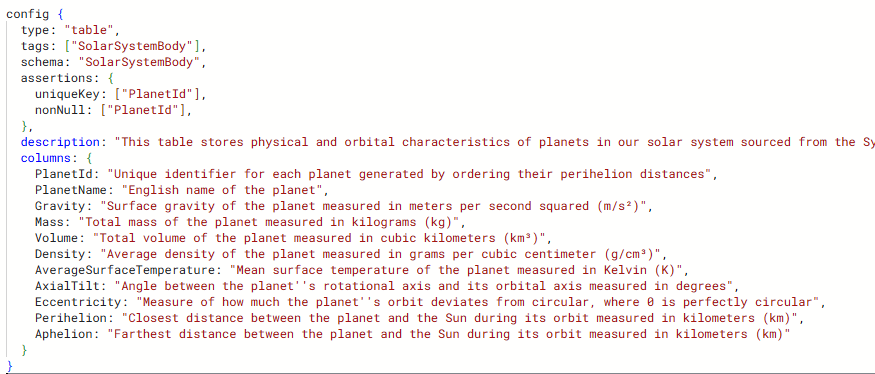 config {
  type: "table",
  tags: ["SolarSystemBody"],
  schema: "SolarSystemBody",
  assertions: {
    uniqueKey: ["PlanetId"],
    nonNull: ["PlanetId"],
  },
  description: "This table stores physical and orbital characteristics of planets in our solar system sourced from the Sy
  columns: {
    PlanetId: "Unique identifier for each planet generated by ordering their perihelion distances",
    PlanetName: "English name of the planet",
    Gravity: "Surface gravity of the planet measured in meters per second squared (m/s²)",
    Mass: "Total mass of the planet measured in kilograms (kg)",
    Volume: "Total volume of the planet measured in cubic kilometers (km³)",
    Density: "Average density of the planet measured in grams per cubic centimeter (g/cm³)",
    AverageSurfaceTemperature: "Mean surface temperature of the planet measured in Kelvin (K)",
    AxialTilt: "Angle between the planet''s rotational axis and its orbital axis measured in degrees",
    Eccentricity: "Measure of how much the planet''s orbit deviates from circular, where 0 is perfectly circular",
    Perihelion: "Closest distance between the planet and the Sun during its orbit measured in kilometers (km)",
    Aphelion: "Farthest distance between the planet and the Sun during its orbit measured in kilometers (km)"
  }
}